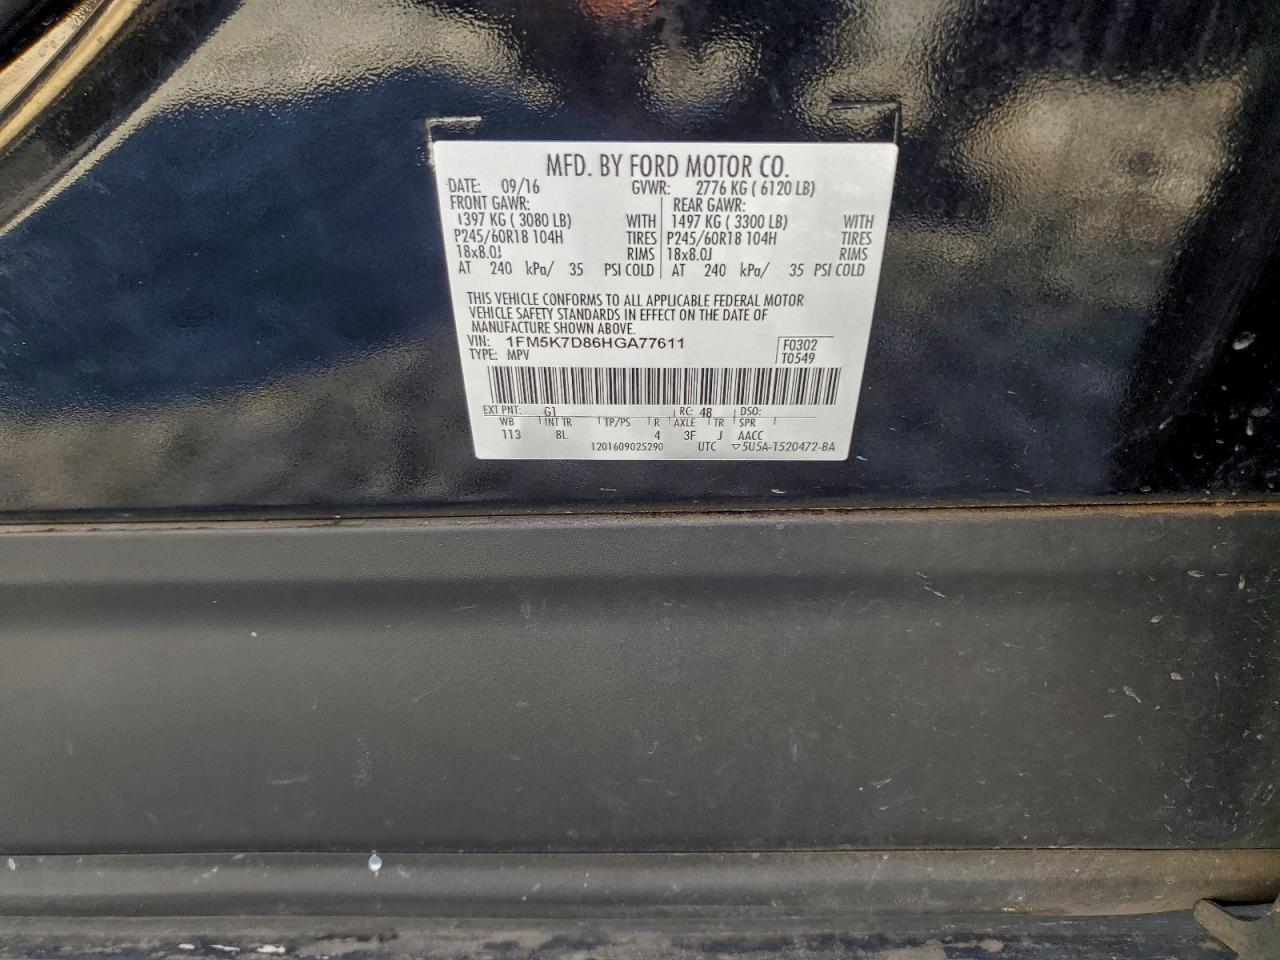 MFD. BY FORD MOTOR CO.
DATE: 09/16 GVWR: 2776 KG ( 6120 LB)
FRONT GAWR: REAR GAWR:
1397 KG ( 3080 LB) WITH 1497 KG ( 3300 LB) WITH
P245/60R18 104H TIRES P245/60R18 104H TIRES
18x8.0J RIMS 18x8.0J RIMS
AT 240 kPa/ 35 PSI COLD AT 240 kPa/ 35 PSI COLD
THIS VEHICLE CONFORMS TO ALL APPLICABLE FEDERAL MOTOR
VEHICLE SAFETY STANDARDS IN EFFECT ON THE DATE OF
MANUFACTURE SHOWN ABOVE.
VIN: 1FM5K7D86HGA77611 F0302
TYPE: MPV T0549
EXT PNT: G1 RC: 48 DSO:
WB INT TR TP/PS R AXLE TR SPR
113 8L 4 3F J AACC
1201609025290 UTC ▽5U5A-1520472-BA